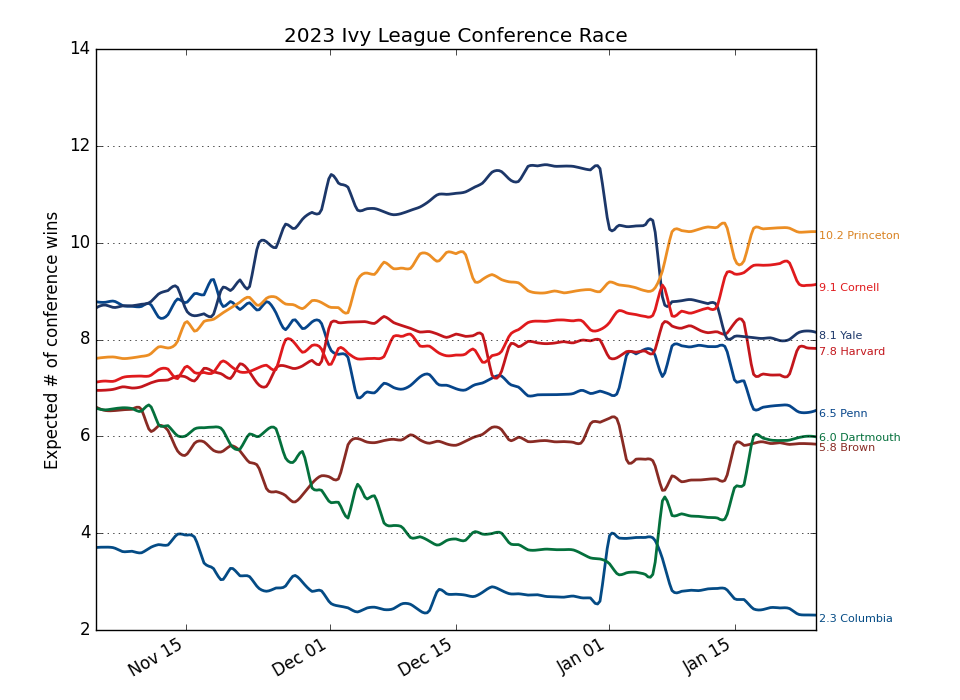 2023 Ivy League Conference Race
Expected # of conference wins
14
12
10
8
6
4
2
10.2 Princeton
9.1 Cornell
8.1 Yale
7.8 Harvard
6.5 Penn
6.0 Dartmouth
5.8 Brown
2.3 Columbia
Nov 15
Dec 01
Dec 15
Jan 01
Jan 15